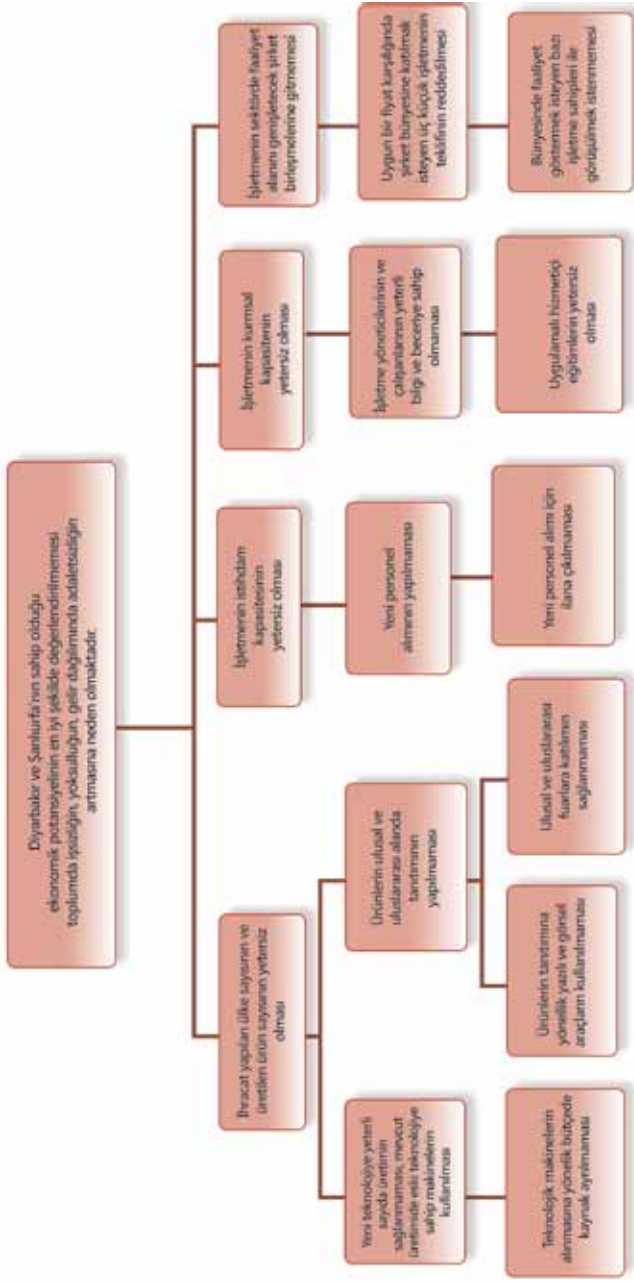 Diyarbakır ve Şanlıurfa'nın sahip olduğu
ekonomik potansiyelinin en iyi şekilde değerlendirilmemesi
toplumda işsizliğin, yoksulluğun, gelir dağılımında adaletsizliğin
artmasına neden olmaktadır.
İhracat yapılan ülke sayısının ve
üretilen ürün sayısının yetersiz
olması
Yeni teknolojiye yeterli
sayıda üretimin
sağlanmaması, mevcut
üretimide eski teknolojiye
sahip makinelerin
kullanılması
Teknolojik makinelerin
alınmasına yönelik bütçede
kaynak ayrılmaması
Ürünlerin ulusal ve
uluslararası alanda
tanıtımının
yapılmaması
Ürünlerin tanıtımına
yönelik yazılı ve görsel
araçların kullanılmaması
Ulusal ve uluslararası
fuarlara katılımın
sağlanmaması
İşletmenin istihdam
kapasitesinin
yetersiz olması
Yeni personel
alımının yapılmaması
Yeni personel alımı için
ilana çıkılmaması
İşletmenin kurmsal
kapasitenin
yetersiz olması
İşletme yöneticilerinin ve
çalışanlarının yeterli
bilgi ve beceriye sahip
olmaması
Uygulamalı hizmetiçi
eğitimlerin yetersiz
olması
İşletmenin sektörde faaliyet
alanını genişletecek şirket
birleşmelerine gitmemesi
Uygun bir fiyat karşılığında
şirket bünyesine katılmak
isteyen üç küçük işletmenin
teklifinin reddedilmesi
Bünyesinde faaliyet
göstermek isteyen bazı
işletme sahipleri ile
görüşülmek istenmemesi